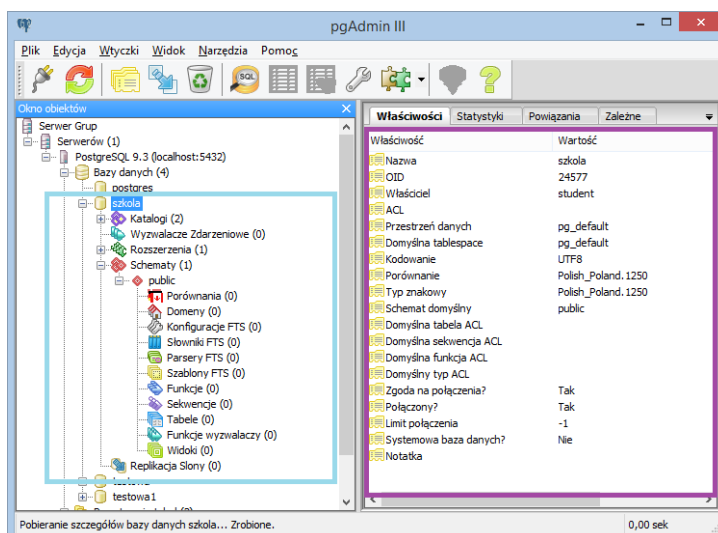 pgAdmin III
Plik Edycja Wtyczki Widok Narzędzia Pomoc
SQL
Okno obiektów
Serwer Grup
Serwerów (1)
PostgreSQL 9.3 (localhost:5432)
Bazy danych (4)
postgres
szkola
Katalogi (2)
Wyzwalacze Zdarzeniowe (0)
Rozszerzenia (1)
Schematy (1)
public
Porównania (0)
Domeny (0)
Konfiguracje FTS (0)
Słowniki FTS (0)
Parsery FTS (0)
Szablony FTS (0)
Funkcje (0)
Sekwencje (0)
Tabele (0)
Funkcje wyzwalaczy (0)
Widoki (0)
Replikacja Slony (0)
testowa1
Właściwości Statystyki Powiązania Zależne
Właściwość Wartość
Nazwa szkola
OID 24577
Właściciel student
ACL
Przestrzeń danych pg_default
Domyślna tablespace pg_default
Kodowanie UTF8
Porównanie Polish_Poland.1250
Typ znakowy Polish_Poland.1250
Schemat domyślny public
Domyślna tabela ACL
Domyślna sekwencja ACL
Domyślna funkcja ACL
Domyślny typ ACL
Zgoda na połączenia? Tak
Połączony? Tak
Limit połączenia -1
Systemowa baza danych? Nie
Notatka
Pobieranie szczegółów bazy danych szkola... Zrobione. 0,00 sek